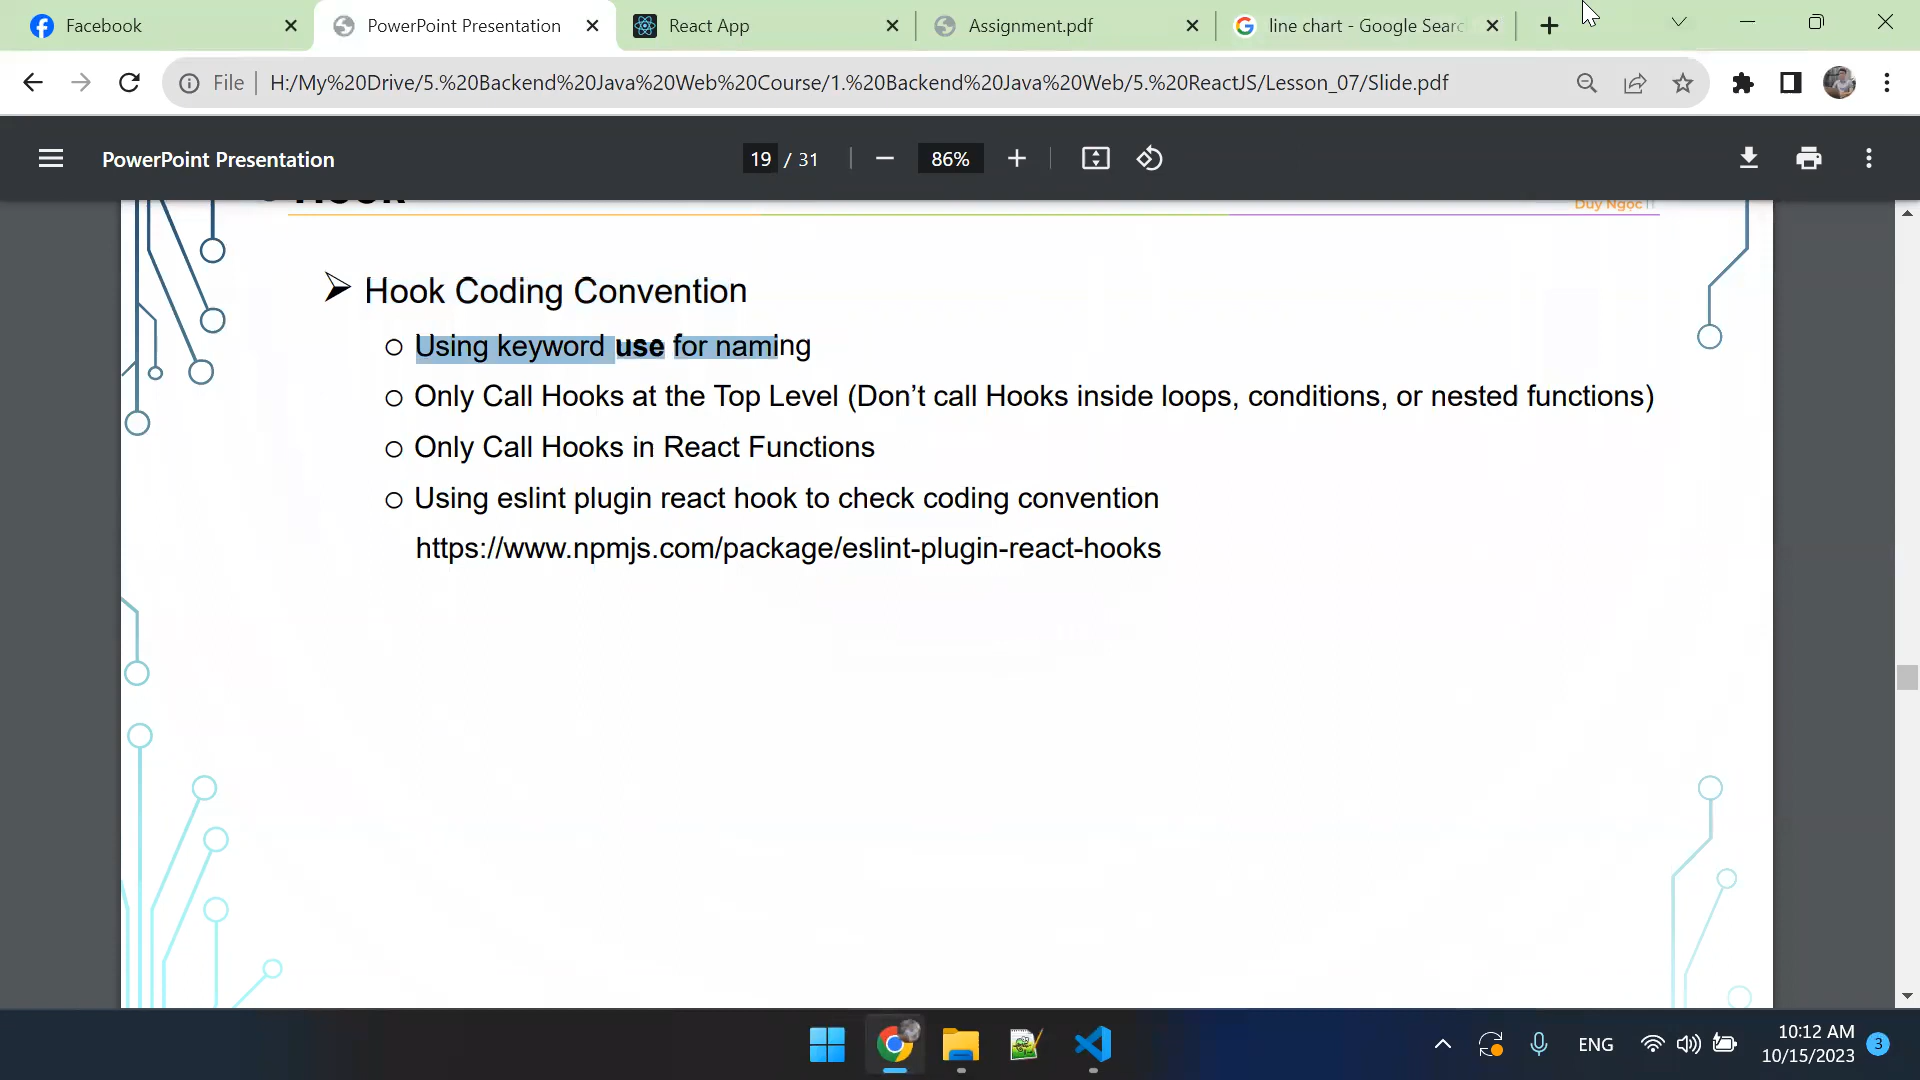 Facebook
PowerPoint Presentation
React App
Assignment.pdf
line chart - Google Searc
File
H:/My%20Drive/5.%20Backend%20Java%20Web%20Course/1.%20Backend%20Java%20Web/5.%20ReactJS/Lesson_07/Slide.pdf
PowerPoint Presentation
19 / 31
86%
Hook
Duy Ngọc IT
Hook Coding Convention
Using keyword use for naming
Only Call Hooks at the Top Level (Don’t call Hooks inside loops, conditions, or nested functions)
Only Call Hooks in React Functions
Using eslint plugin react hook to check coding convention
https://www.npmjs.com/package/eslint-plugin-react-hooks
ENG
10:12 AM
10/15/2023
3